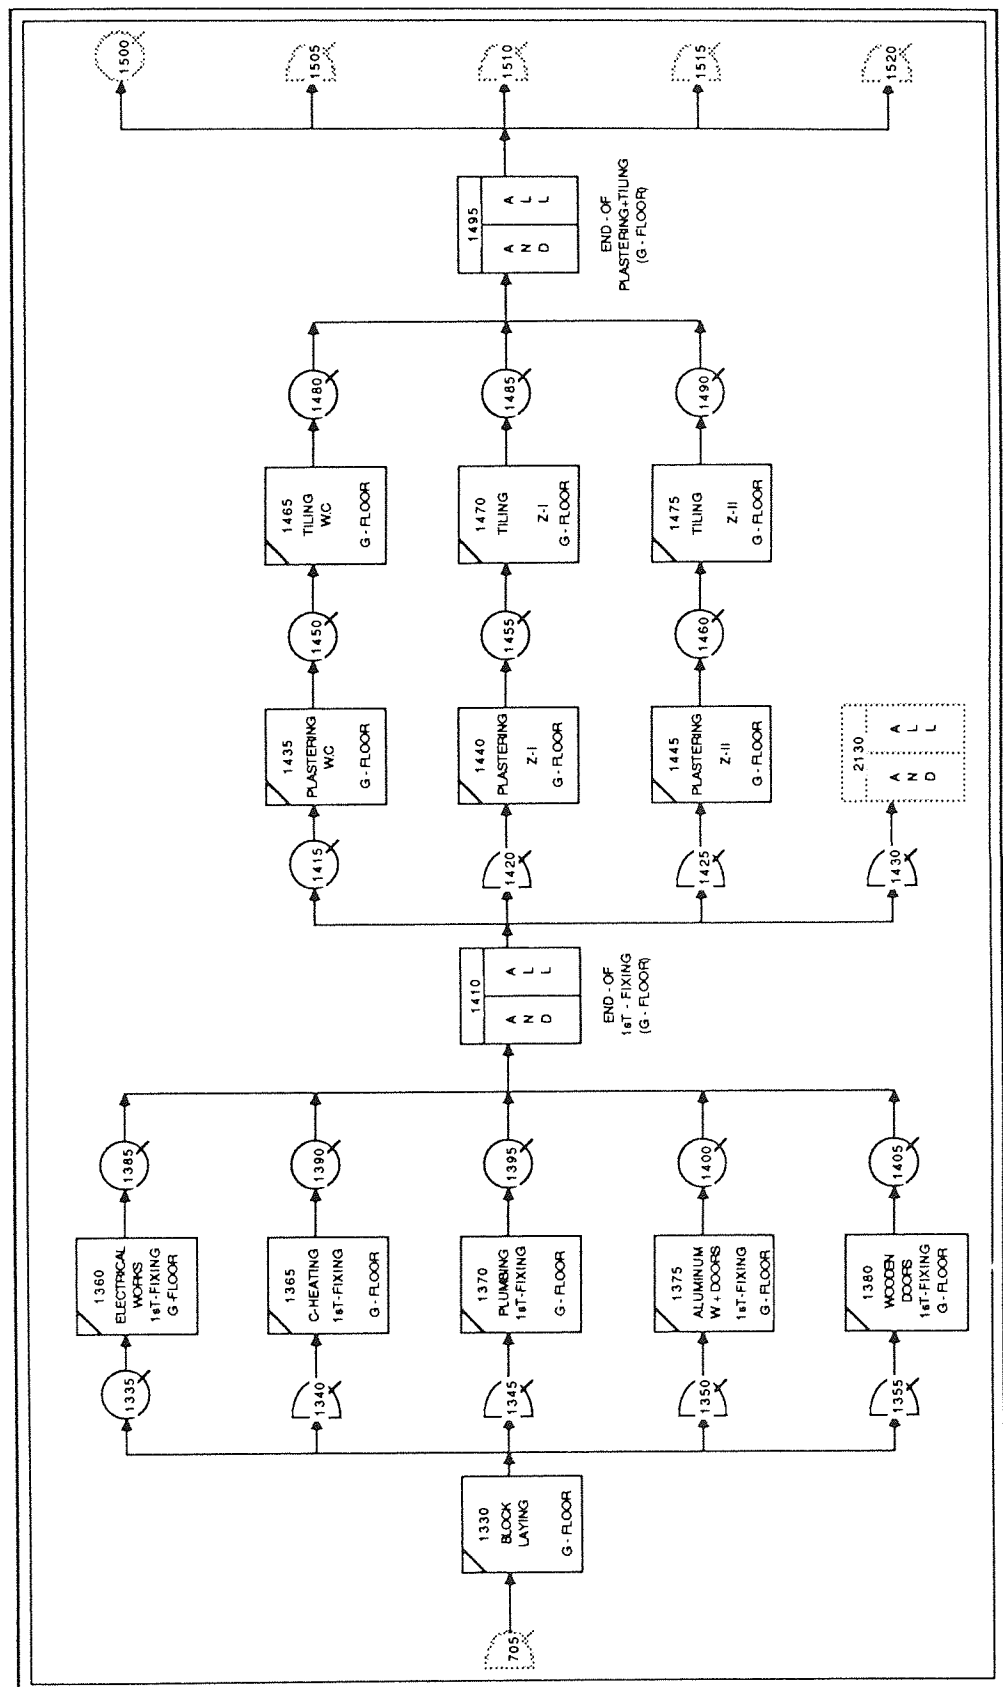 705
1330
BLOCK
LAYING
G - FLOOR
1335
1340
1345
1350
1355
1360
ELECTRICAL
WORKS
1sT-FIXING
G -FLOOR
1365
C-HEATING
1sT-FIXING
G - FLOOR
1370
PLUMBING
1sT-FIXING
G - FLOOR
1375
ALUMINUM
W + DOORS
1sT-FIXING
G - FLOOR
1380
WOODEN
DOORS
1sT-FIXING
G- FLOOR
1385
1390
1395
1400
1405
1410
AND
ALL
END - OF
1sT - FIXING
(G - FLOOR)
1415
1420
1425
1430
1435
PLASTERING
W.C
G - FLOOR
1440
PLASTERING
Z-I
G - FLOOR
1445
PLASTERING
Z-II
G - FLOOR
2130
AND
ALL
1450
1455
1460
1465
TILING
W.C
G - FLOOR
1470
TILING
Z-I
G - FLOOR
1475
TILING
Z-II
G - FLOOR
1480
1485
1490
1495
AND
ALL
END - OF
PLASTERING+TILING
(G - FLOOR)
1500
1505
1510
1515
1520